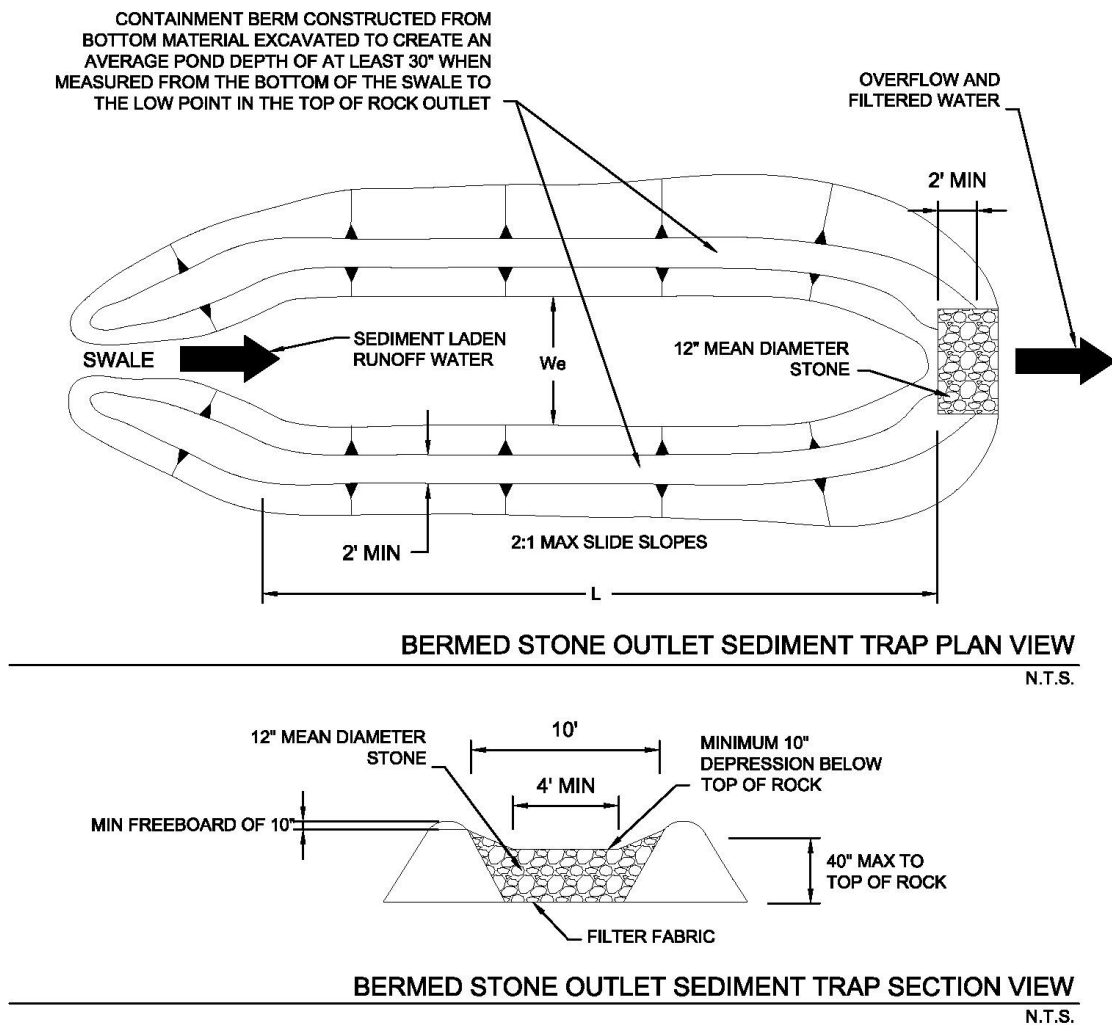 CONTAINMENT BERM CONSTRUCTED FROM
BOTTOM MATERIAL EXCAVATED TO CREATE AN
AVERAGE POND DEPTH OF AT LEAST 30" WHEN
MEASURED FROM THE BOTTOM OF THE SWALE TO
THE LOW POINT IN THE TOP OF ROCK OUTLET
OVERFLOW AND
FILTERED WATER
2' MIN
SWALE
SEDIMENT LADEN
RUNOFF WATER
We
12" MEAN DIAMETER
STONE
2' MIN
2:1 MAX SLIDE SLOPES
L
BERMED STONE OUTLET SEDIMENT TRAP PLAN VIEW
N.T.S.
12" MEAN DIAMETER
STONE
10'
4' MIN
MINIMUM 10"
DEPRESSION BELOW
TOP OF ROCK
MIN FREEBOARD OF 10"
40" MAX TO
TOP OF ROCK
FILTER FABRIC
BERMED STONE OUTLET SEDIMENT TRAP SECTION VIEW
N.T.S.